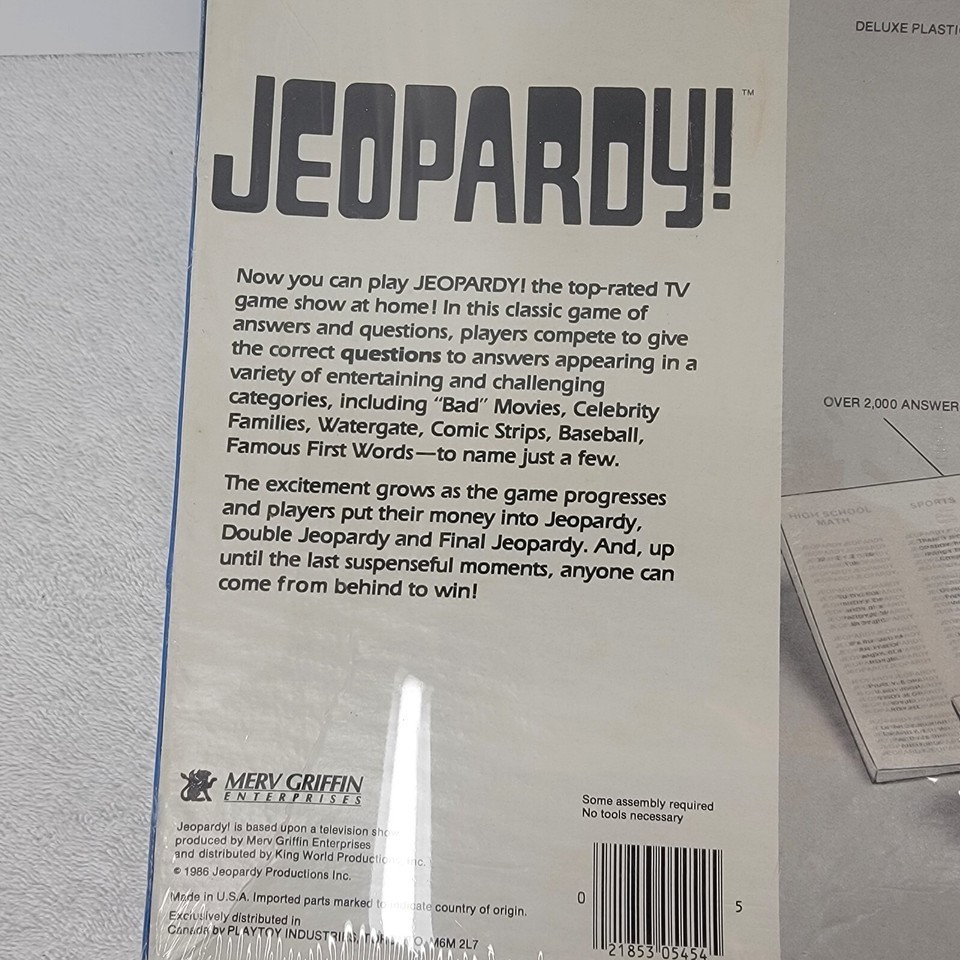 DELUXE PLASTI
JEOPARDY!™
Now you can play JEOPARDY! the top-rated TV
game show at home! In this classic game of
answers and questions, players compete to give
the correct questions to answers appearing in a
variety of entertaining and challenging
categories, including "Bad" Movies, Celebrity
Families, Watergate, Comic Strips, Baseball,
Famous First Words—to name just a few.
The excitement grows as the game progresses
and players put their money into Jeopardy,
Double Jeopardy and Final Jeopardy. And, up
until the last suspenseful moments, anyone can
come from behind to win!
OVER 2,000 ANSWER
HIGH SCHOOL
MATH
SPORTS
MERV GRIFFIN
ENTERPRISES
Jeopardy! is based upon a television sho
produced by Merv Griffin Enterprises
and distributed by King World Productio inc.
© 1986 Jeopardy Productions Inc.
Made in U.S.A. Imported parts marked to indicate country of origin.
Exclusively distributed in
Canada by PLAYTOY INDUSTRIES, M6M 2L7
Some assembly required
No tools necessary
0 21853 05454 5